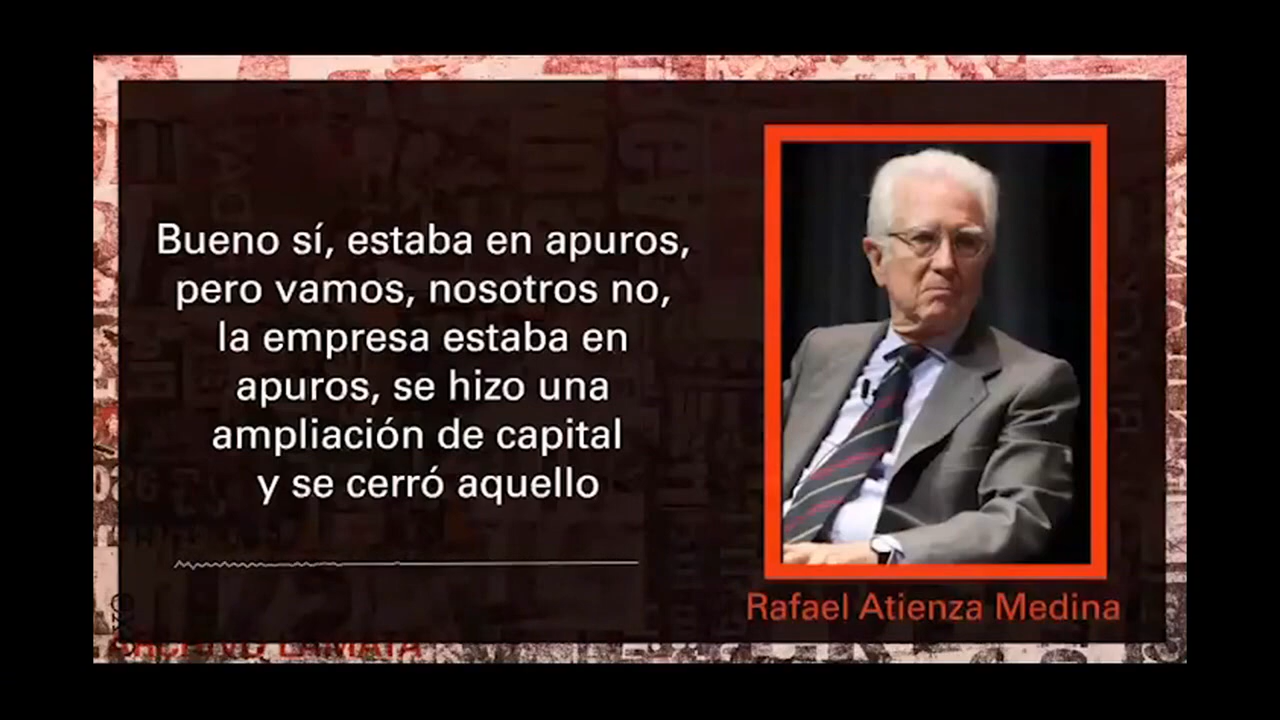 Bueno sí, estaba en apuros,
pero vamos, nosotros no,
la empresa estaba en
apuros, se hizo una
ampliación de capital
y se cerró aquello
Rafael Atienza Medina